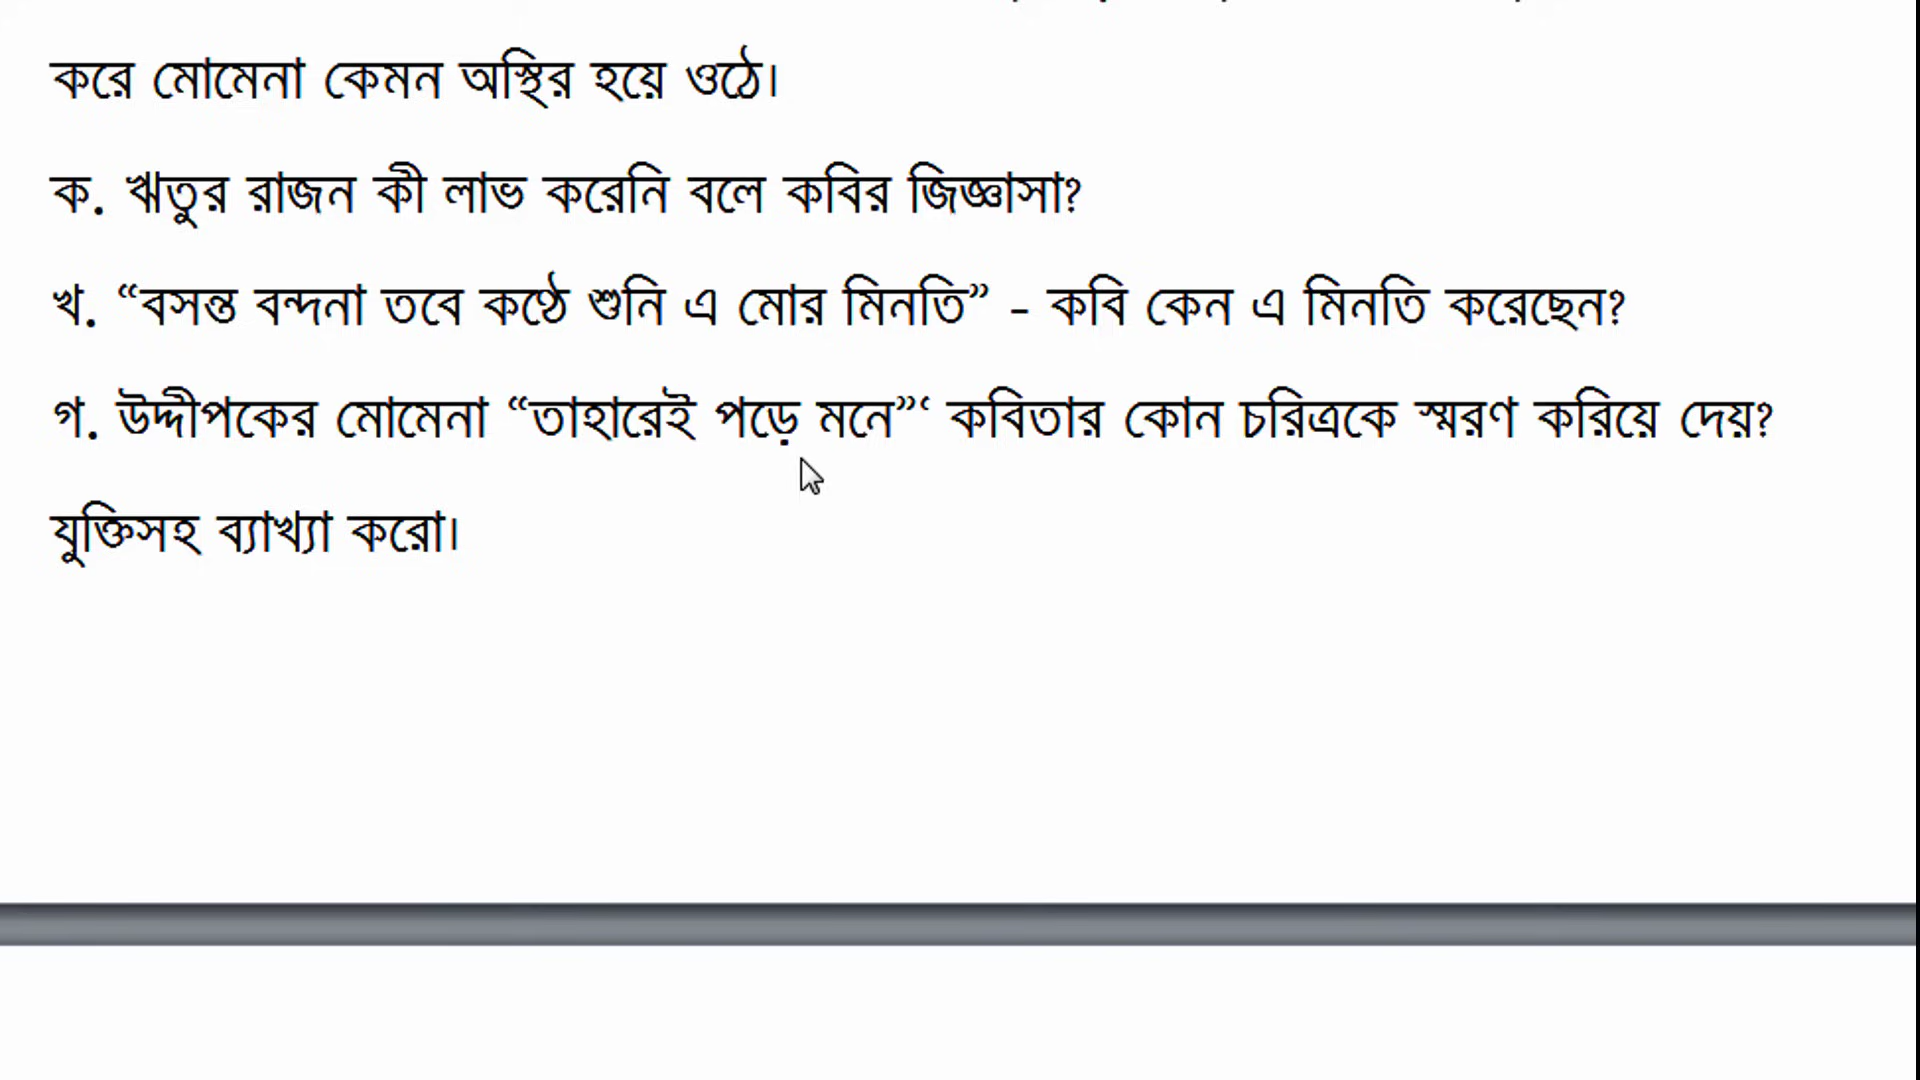 করে মোমেনা কেমন অস্থির হয়ে ওঠে।
ক. ঋতুর রাজন কী লাভ করেনি বলে কবির জিজ্ঞাসা?
খ. “বসন্ত বন্দনা তবে কণ্ঠে শুনি এ মোর মিনতি” - কবি কেন এ মিনতি করেছেন?
গ. উদ্দীপকের মোমেনা “তাহারেই পড়ে মনে”‘ কবিতার কোন চরিত্রকে স্মরণ করিয়ে দেয়?
যুক্তিসহ ব্যাখ্যা করো।